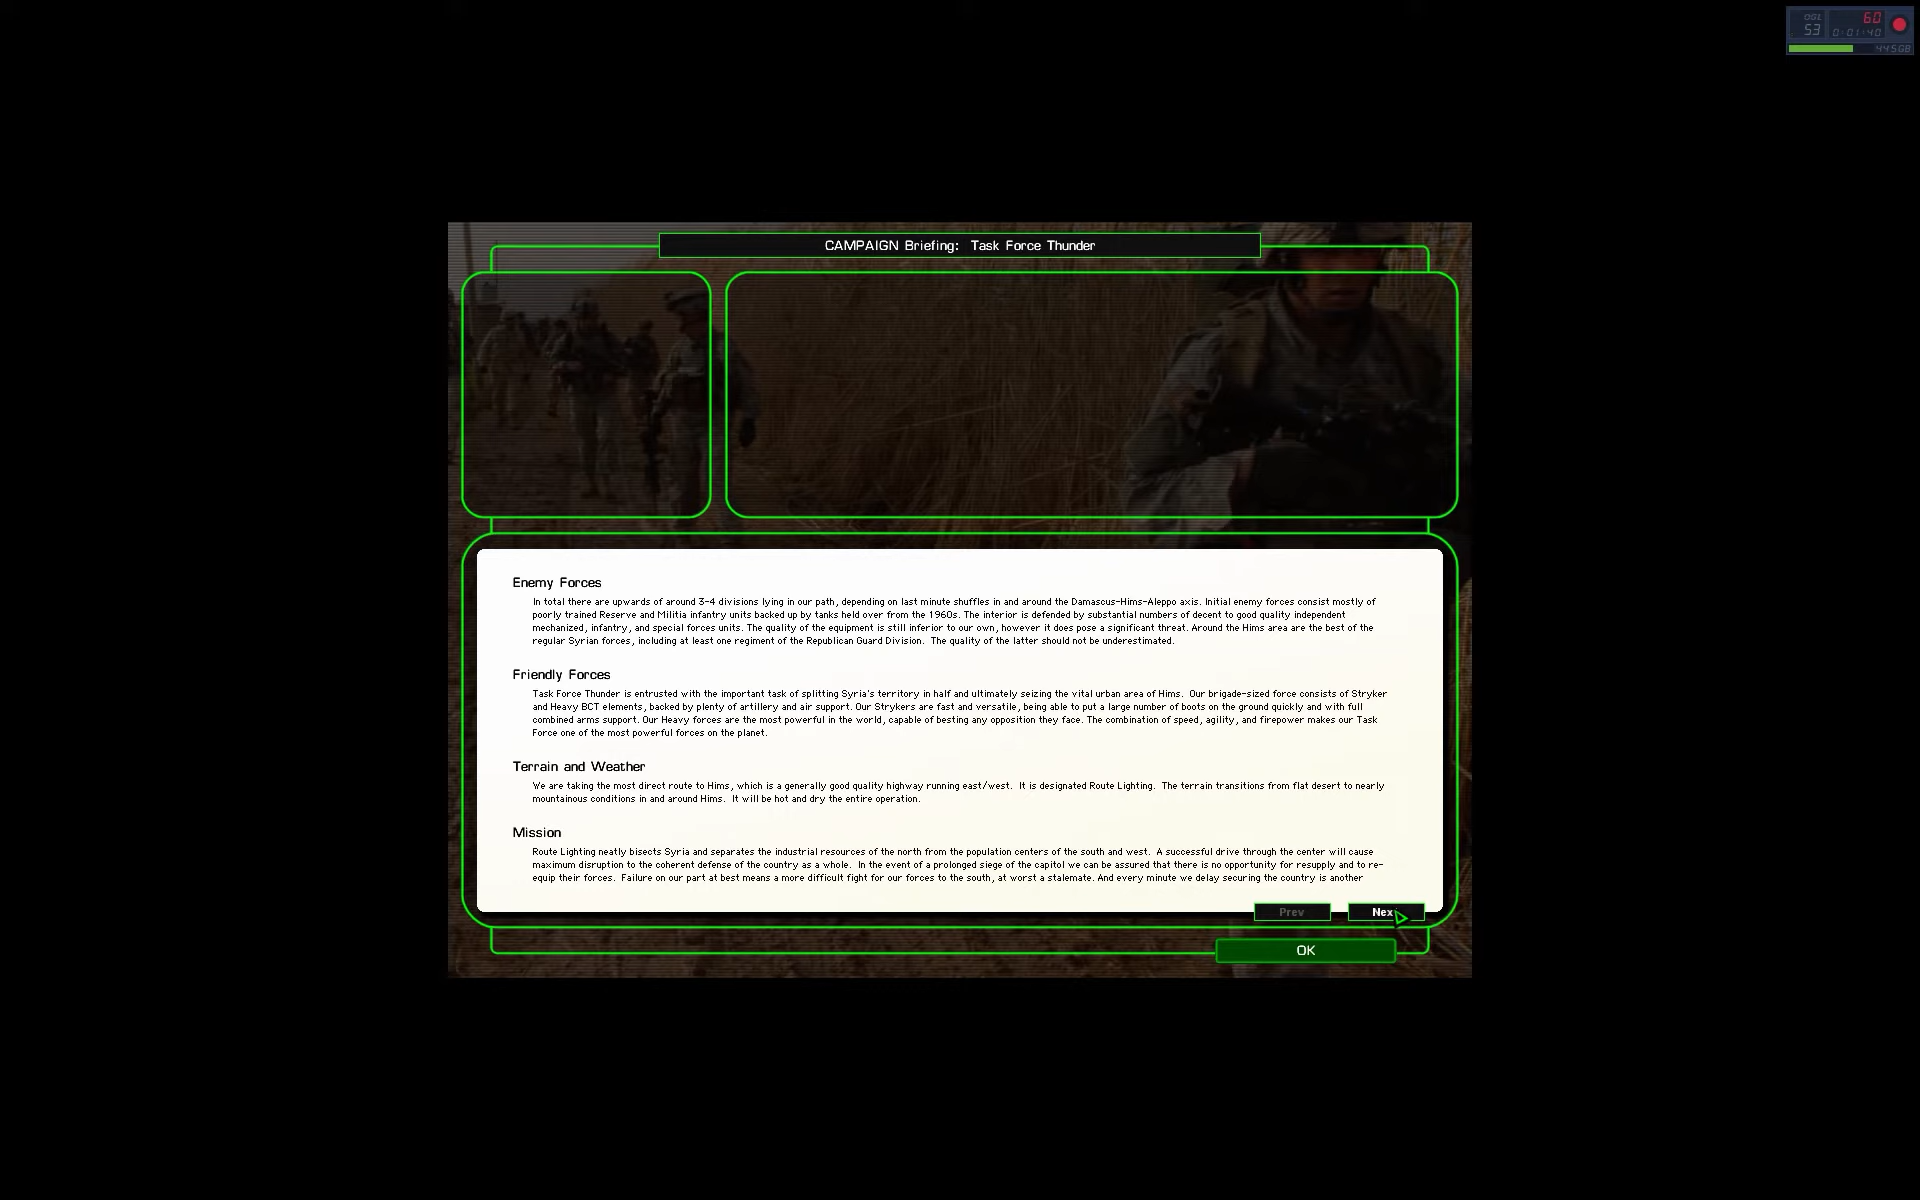 OGL
53
60
0:01:40
445GB
CAMPAIGN Briefing: Task Force Thunder
Enemy Forces
In total there are upwards of around 3-4 divisions lying in our path, depending on last minute shuffles in and around the Damascus-Hims-Aleppo axis. Initial enemy forces consist mostly of
poorly trained Reserve and Militia infantry units backed up by tanks held over from the 1960s. The interior is defended by substantial numbers of decent to good quality independent
mechanized, infantry, and special forces units. The quality of the equipment is still inferior to our own, however it does pose a significant threat. Around the Hims area are the best of the
regular Syrian forces, including at least one regiment of the Republican Guard Division. The quality of the latter should not be underestimated.
Friendly Forces
Task Force Thunder is entrusted with the important task of splitting Syria's territory in half and ultimately seizing the vital urban area of Hims. Our brigade-sized force consists of Stryker
and Heavy BCT elements, backed by plenty of artillery and air support. Our Strykers are fast and versatile, being able to put a large number of boots on the ground quickly and with full
combined arms support. Our Heavy forces are the most powerful in the world, capable of besting any opposition they face. The combination of speed, agility, and firepower makes our Task
Force one of the most powerful forces on the planet.
Terrain and Weather
We are taking the most direct route to Hims, which is a generally good quality highway running east/west. It is designated Route Lighting. The terrain transitions from flat desert to nearly
mountainous conditions in and around Hims. It will be hot and dry the entire operation.
Mission
Route Lighting neatly bisects Syria and separates the industrial resources of the north from the population centers of the south and west. A successful drive through the center will cause
maximum disruption to the coherent defense of the country as a whole. In the event of a prolonged siege of the capitol we can be assured that there is no opportunity for resupply and to re-
equip their forces. Failure on our part at best means a more difficult fight for our forces to the south, at worst a stalemate. And every minute we delay securing the country is another
Prev
Nex
OK